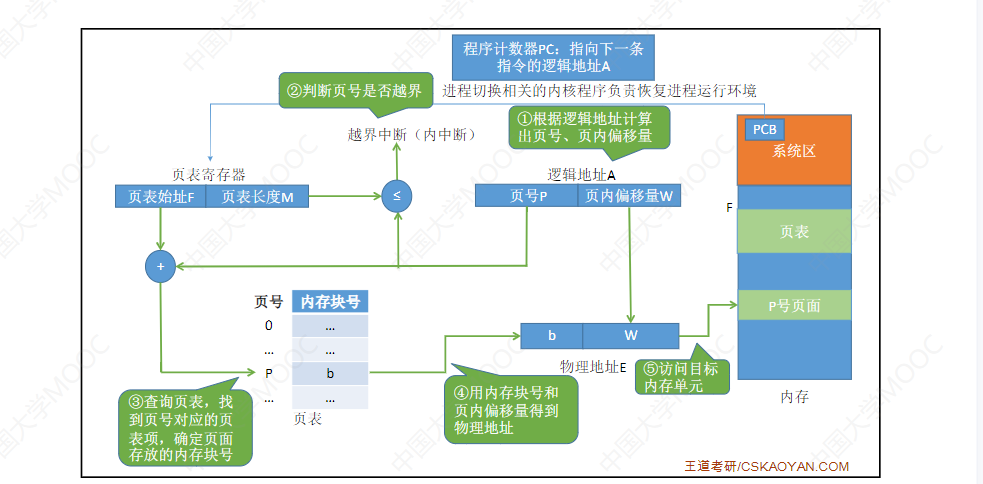 程序计数器PC：指向下一条
指令的逻辑地址A
②判断页号是否越界
进程切换相关的内核程序负责恢复进程运行环境
①根据逻辑地址计算
出页号、页内偏移量
越界中断（内中断）
PCB
系统区
页表寄存器
逻辑地址A
页表始址F
页表长度M
≤
页号P
页内偏移量W
F
页表
+
页号
内存块号
0
...
...
...
P
b
...
...
P号页面
b
W
物理地址E
⑤访问目标
内存单元
内存
③查询页表，找
到页号对应的页
表项，确定页面
存放的内存块号
页表
④用内存块号和
页内偏移量得到
物理地址
王道考研/CSKAOYAN.COM
中国大学MOOC